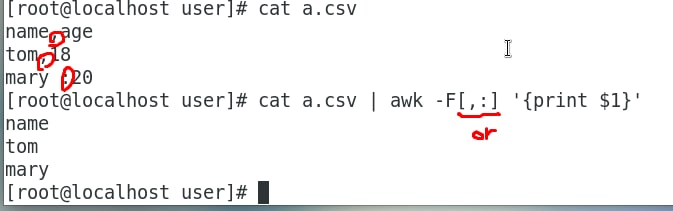 [root@localhost user]# cat a.csv
name,age
tom,18
mary :20
[root@localhost user]# cat a.csv | awk -F[,:] '{print $1}'
or
name
tom
mary
[root@localhost user]#